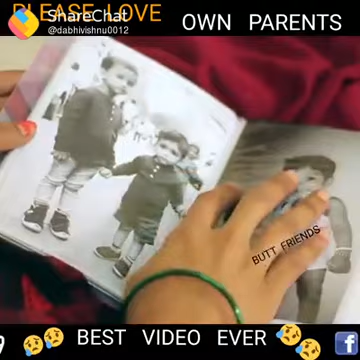 PLEASE LOVE OWN PARENTS
ShareChat
@dabhivishnu0012
BUTT FRIENDS
BEST VIDEO EVER